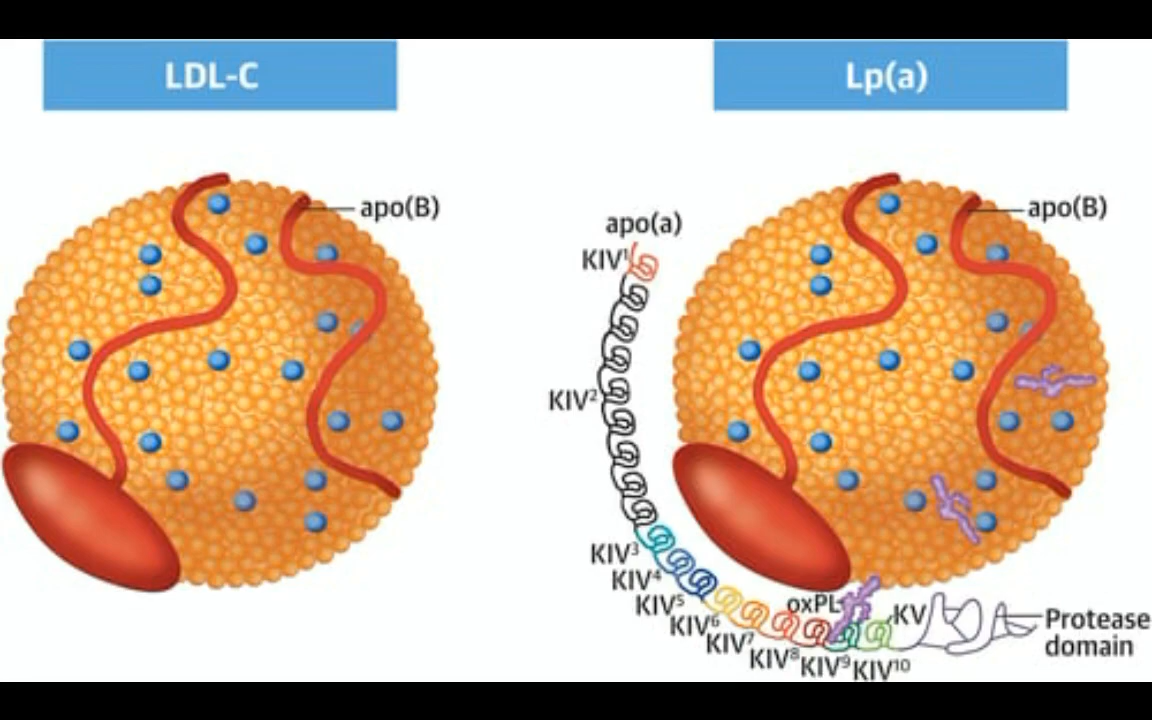 LDL-C
Lp(a)
apo(B)
apo(a)
apo(B)
KIV¹
KIV²
KIV³
KIV⁴
KIV⁵
KIV⁶
KIV⁷
KIV⁸
KIV⁹
KIV¹⁰
oxPL
KV
Protease
domain